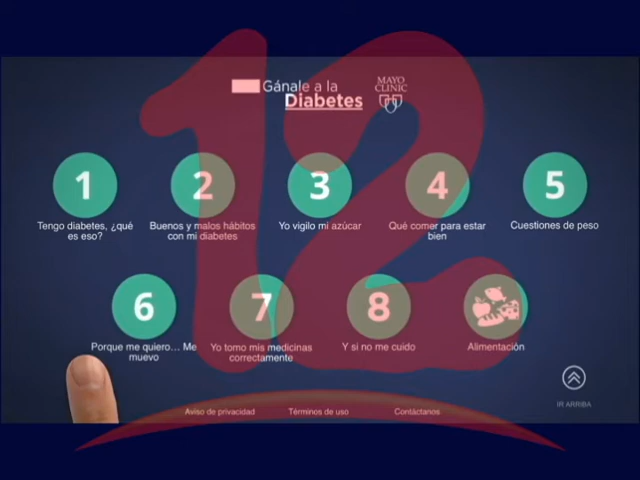 12
Gánale a la
Diabetes
MAYO
CLINIC
1
2
3
4
5
Tengo diabetes, ¿qué
es eso?
Buenos y malos hábitos
con mi diabetes
Yo vigilo mi azúcar
Qué comer para estar
bien
Cuestiones de peso
6
7
8
Porque me quiero... Me
muevo
Yo tomo mis medicinas
correctamente
Y si no me cuido
Alimentación
IR ARRIBA
Aviso de privacidad
Términos de uso
Contáctanos